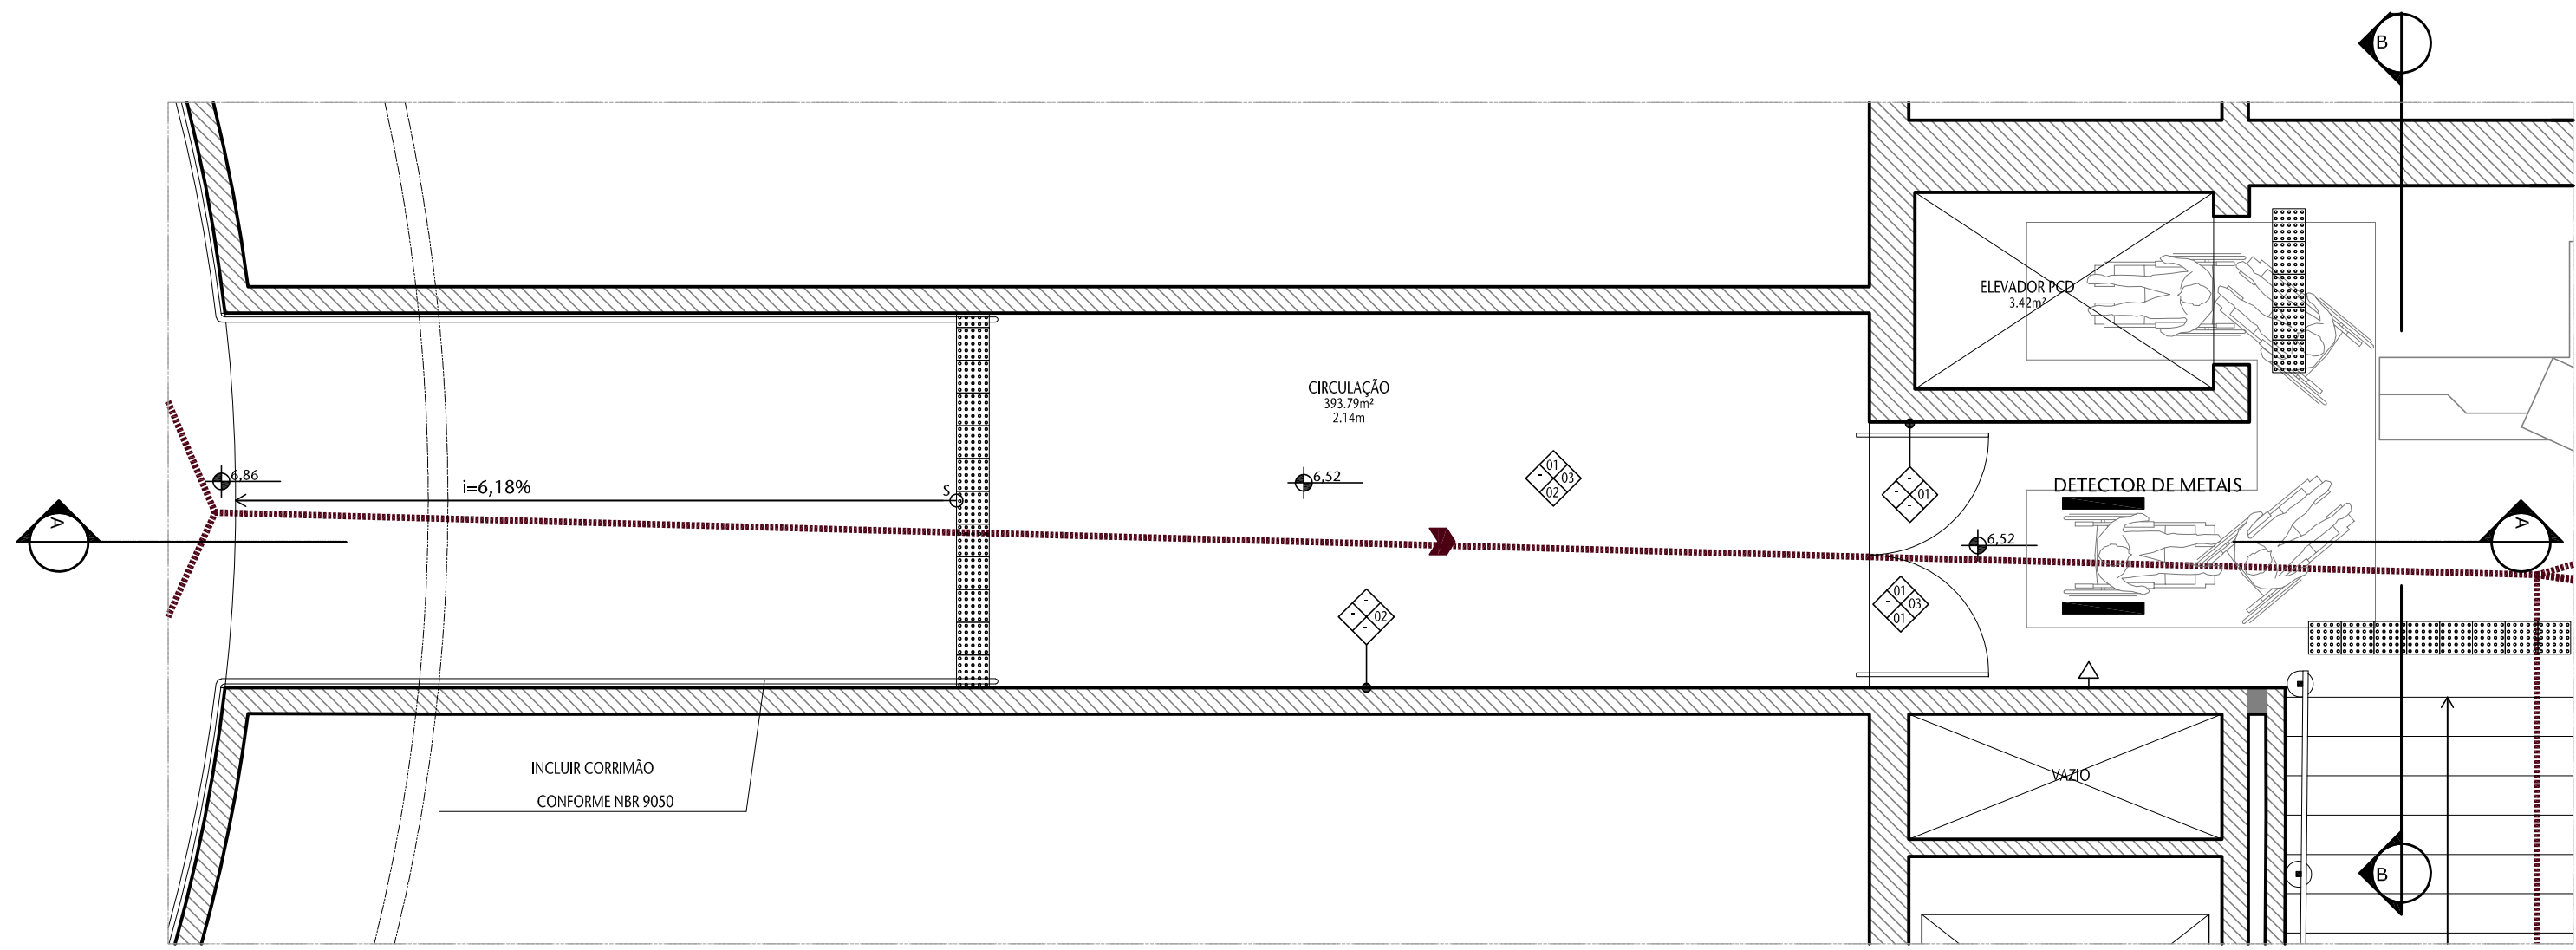 B
ELEVADOR PCD
3.42m²
CIRCULAÇÃO
393.79m²
2.14m
6,86
i=6,18%
S
6,52
01
- 03
02
-
- 01
-
DETECTOR DE METAIS
A
A
6,52
-
- 02
-
01
- 03
01
INCLUIR CORRIMÃO
CONFORME NBR 9050
VAZIO
B